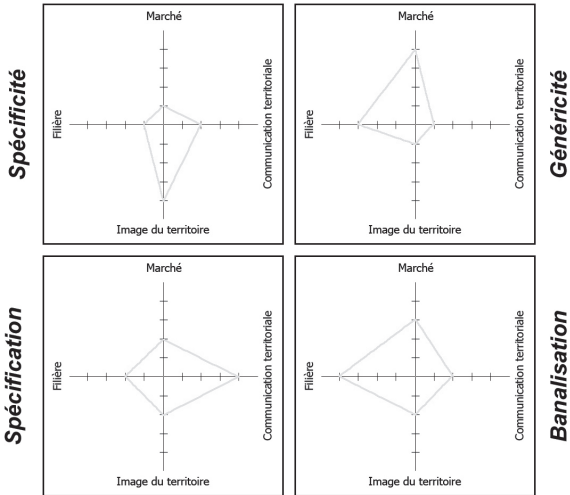 Spécificité
Marché
Filière
Communication territoriale
Image du territoire
Marché
Filière
Communication territoriale
Image du territoire
Généricité
Spécification
Marché
Filière
Communication territoriale
Image du territoire
Marché
Filière
Communication territoriale
Image du territoire
Banalisation